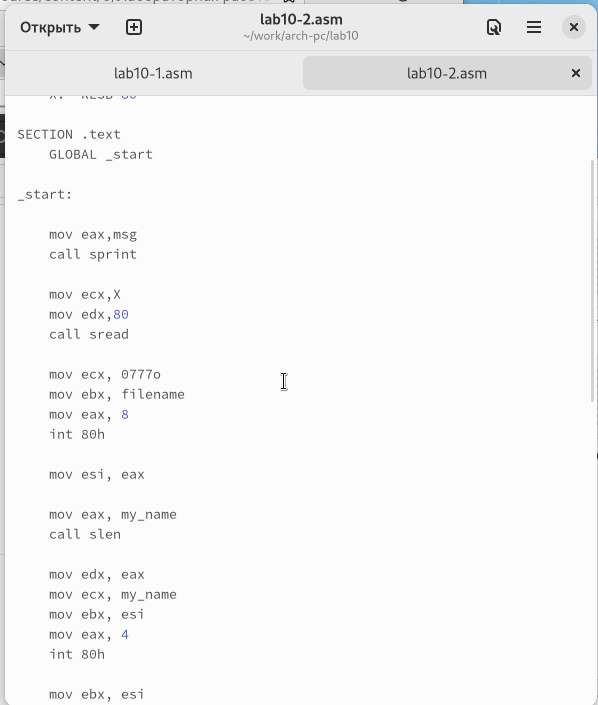 Открыть
lab10-2.asm
~/work/arch-pc/lab10
lab10-1.asm
lab10-2.asm
SECTION .text
GLOBAL _start
_start:
mov eax,msg
call sprint
mov ecx,X
mov edx,80
call sread
mov ecx, 0777o
mov ebx, filename
mov eax, 8
int 80h
mov esi, eax
mov eax, my_name
call slen
mov edx, eax
mov ecx, my_name
mov ebx, esi
mov eax, 4
int 80h
mov ebx, esi